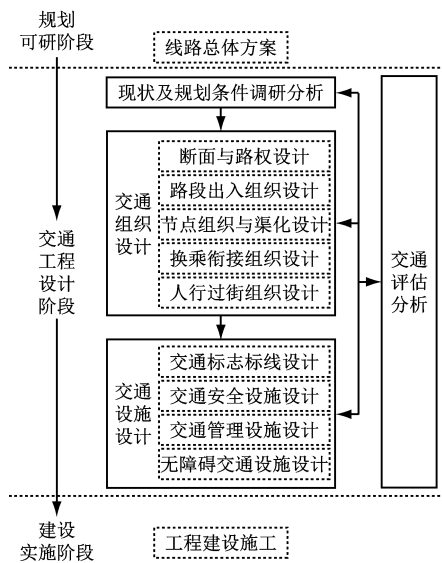 规划
可研阶段
线路总体方案
现状及规划条件调研分析
交通
组织
设计
断面与路权设计
路段出入组织设计
节点组织与渠化设计
换乘衔接组织设计
人行过街组织设计
交通
工程
设计
阶段
交通
评估
分析
交通
设施
设计
交通标志标线设计
交通安全设施设计
交通管理设施设计
无障碍交通设施设计
建设
实施阶段
工程建设施工